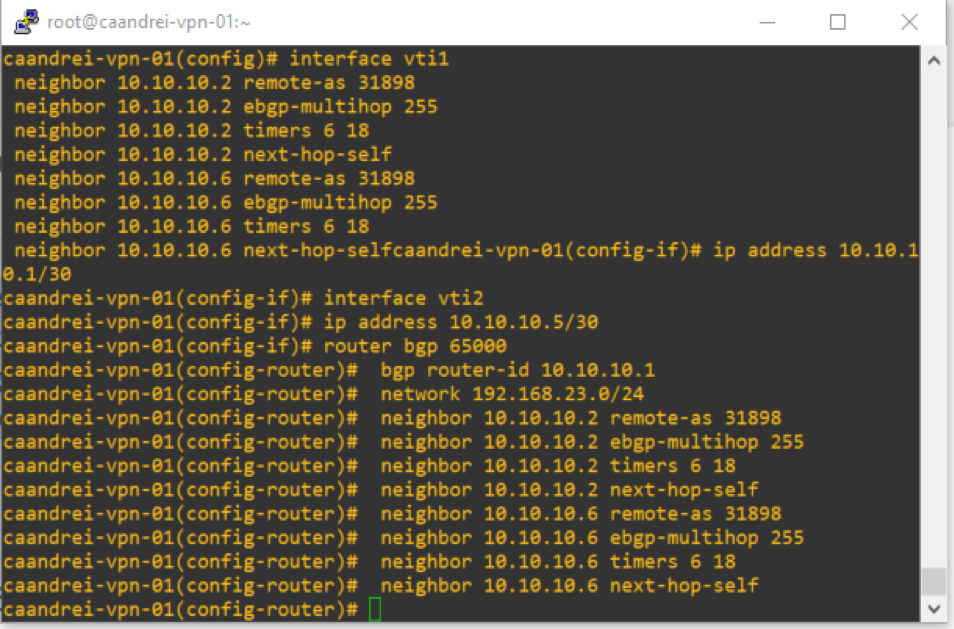 root@caandrei-vpn-01:~
caandrei-vpn-01(config)# interface vti1
neighbor 10.10.10.2 remote-as 31898
neighbor 10.10.10.2 ebgp-multihop 255
neighbor 10.10.10.2 timers 6 18
neighbor 10.10.10.2 next-hop-self
neighbor 10.10.10.6 remote-as 31898
neighbor 10.10.10.6 ebgp-multihop 255
neighbor 10.10.10.6 timers 6 18
neighbor 10.10.10.6 next-hop-selfcaandrei-vpn-01(config-if)# ip address 10.10.1
0.1/30
caandrei-vpn-01(config-if)# interface vti2
caandrei-vpn-01(config-if)# ip address 10.10.10.5/30
caandrei-vpn-01(config-if)# router bgp 65000
caandrei-vpn-01(config-router)#  bgp router-id 10.10.10.1
caandrei-vpn-01(config-router)#  network 192.168.23.0/24
caandrei-vpn-01(config-router)#  neighbor 10.10.10.2 remote-as 31898
caandrei-vpn-01(config-router)#  neighbor 10.10.10.2 ebgp-multihop 255
caandrei-vpn-01(config-router)#  neighbor 10.10.10.2 timers 6 18
caandrei-vpn-01(config-router)#  neighbor 10.10.10.2 next-hop-self
caandrei-vpn-01(config-router)#  neighbor 10.10.10.6 remote-as 31898
caandrei-vpn-01(config-router)#  neighbor 10.10.10.6 ebgp-multihop 255
caandrei-vpn-01(config-router)#  neighbor 10.10.10.6 timers 6 18
caandrei-vpn-01(config-router)#  neighbor 10.10.10.6 next-hop-self
caandrei-vpn-01(config-router)#